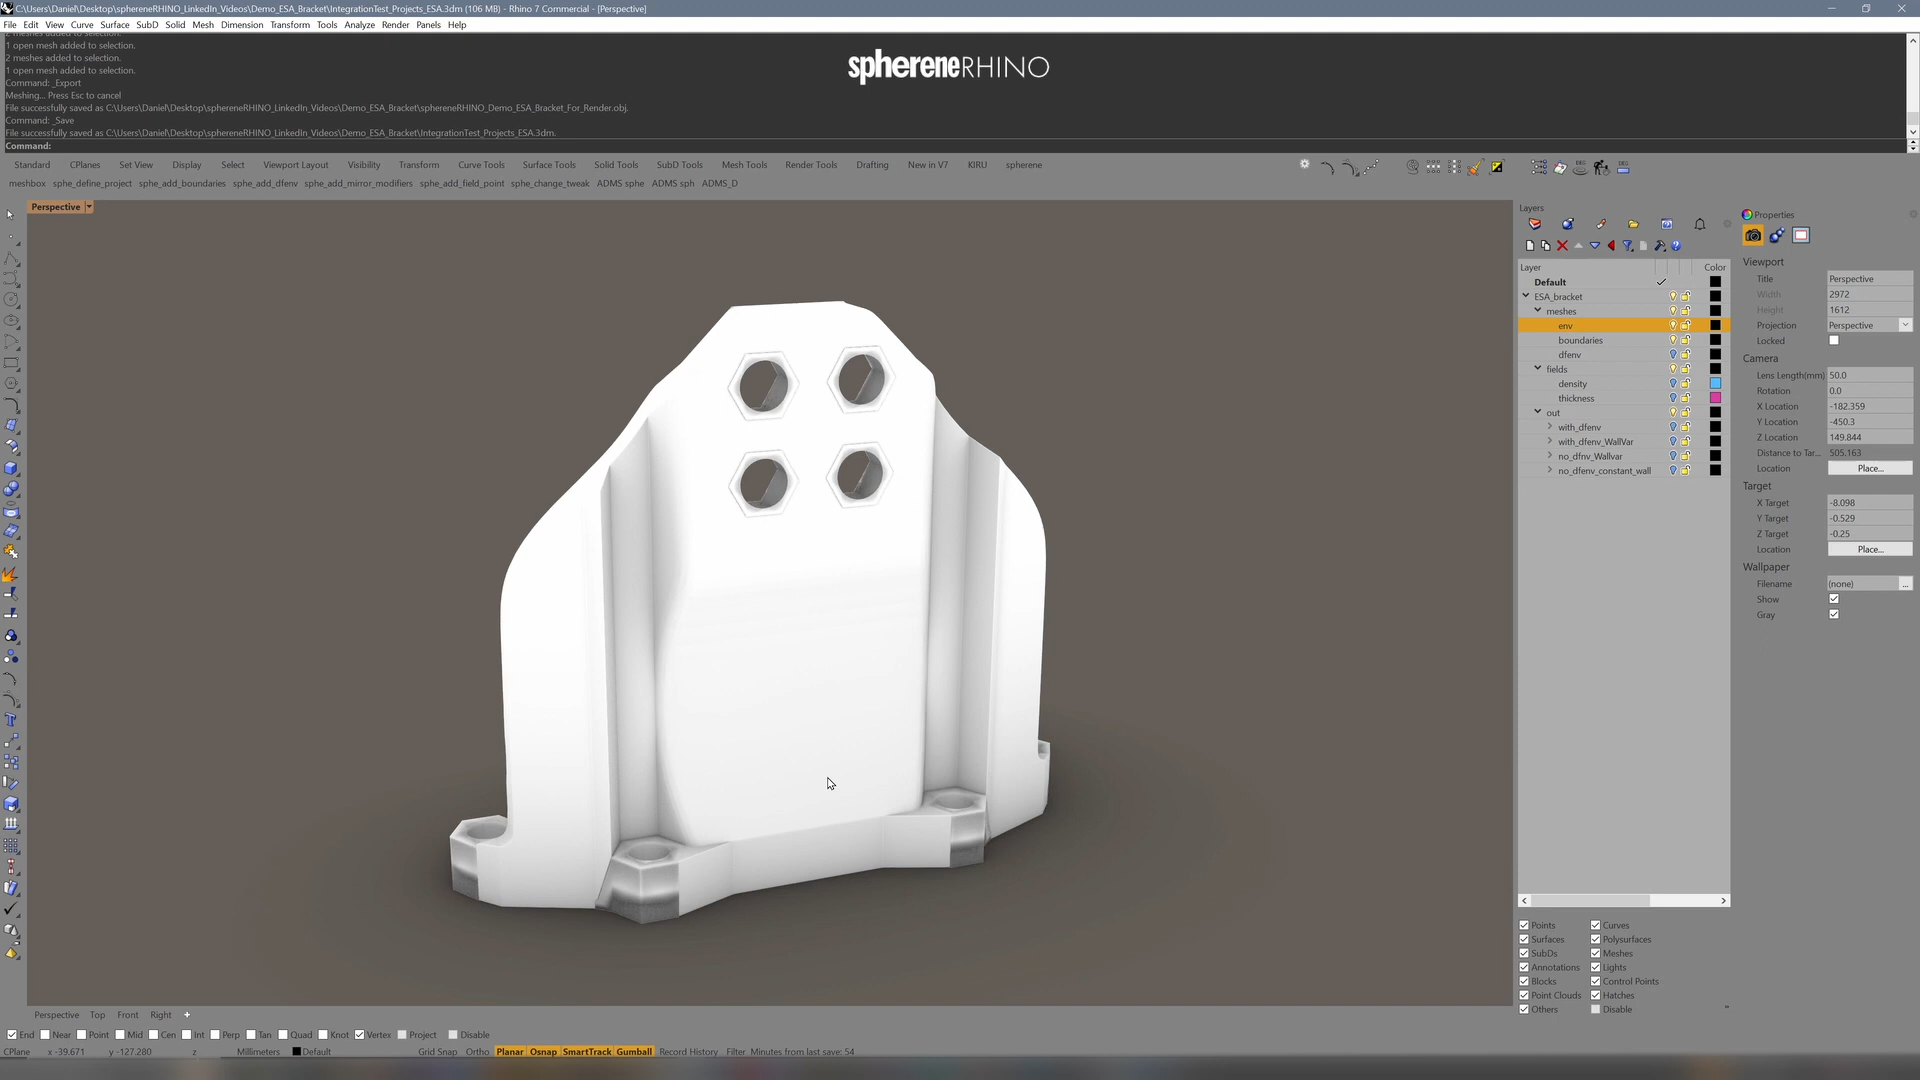 C:\Users\Daniel\Desktop\sphereneRHINO_LinkedIn_Videos\Demo_ESA_Bracket\IntegrationTest_Projects_ESA.3dm (106 MB) - Rhino 7 Commercial - [Perspective]
File Edit View Curve Surface SubD Solid Mesh Dimension Transform Tools Analyze Render Panels Help
2 meshes added to selection.
1 open mesh added to selection.
2 meshes added to selection.
1 open mesh added to selection.
Command: _Export
Meshing... Press Esc to cancel
File successfully saved as C:\Users\Daniel\Desktop\sphereneRHINO_LinkedIn_Videos\Demo_ESA_Bracket\sphereneRHINO_Demo_ESA_Bracket_For_Render.obj.
Command: _Save
File successfully saved as C:\Users\Daniel\Desktop\sphereneRHINO_LinkedIn_Videos\Demo_ESA_Bracket\IntegrationTest_Projects_ESA.3dm.
Command:
sphereneRHINO
Standard CPlanes Set View Display Select Viewport Layout Visibility Transform Curve Tools Surface Tools Solid Tools SubD Tools Mesh Tools Render Tools Drafting New in V7 KIRU spherene
meshbox sphe_define_project sphe_add_boundaries sphe_add_dfenv sphe_add_mirror_modifiers sphe_add_field_point sphe_change_tweak ADMS sphe ADMS sph ADMS_D
Perspective
Layers
Layer Color
Default
ESA_bracket
meshes
env
boundaries
dfenv
fields
density
thickness
out
with_dfenv
with_dfenv_WallVar
no_dfnv_Wallvar
no_dfenv_constant_wall
Points Curves
Surfaces Polysurfaces
SubDs Meshes
Annotations Lights
Blocks Control Points
Point Clouds Hatches
Others Disable
Properties
Viewport
Title Perspective
Width 2972
Height 1612
Projection Perspective
Locked
Camera
Lens Length(mm) 50.0
Rotation 0.0
X Location -182.359
Y Location -450.3
Z Location 149.844
Distance to Tar... 505.163
Location Place...
Target
X Target -8.098
Y Target -0.529
Z Target -0.25
Location Place...
Wallpaper
Filename (none) ...
Show
Gray
Perspective Top Front Right
End Near Point Mid Cen Int Perp Tan Quad Knot Vertex Project Disable
CPlane x -39.671 y -127.280 z Millimeters Default Grid Snap Ortho Planar Osnap SmartTrack Gumball Record History Filter Minutes from last save: 54